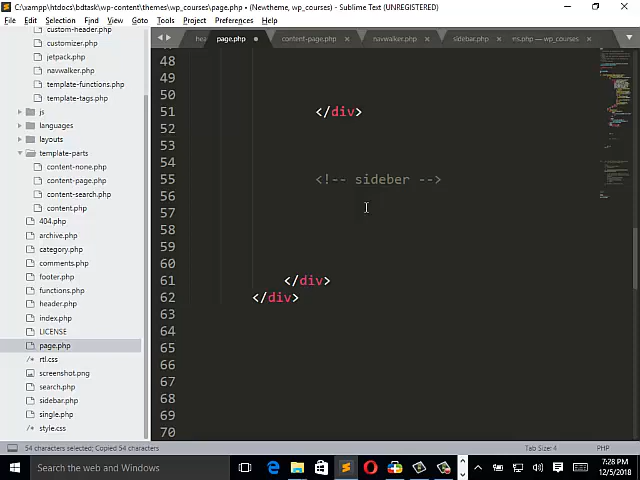 C:\xampp\htdocs\bdtask\wp-content\themes\wp_courses\page.php • (Newtheme, wp_courses) - Sublime Text (UNREGISTERED)
File Edit Selection Find View Goto Tools Project Preferences Help
custom-header.php
customizer.php
jetpack.php
navwalker.php
template-functions.php
template-tags.php
js
languages
layouts
template-parts
content-none.php
content-page.php
content-search.php
content.php
404.php
archive.php
category.php
comments.php
footer.php
functions.php
header.php
index.php
LICENSE
page.php
rtl.css
screenshot.png
search.php
sidebar.php
single.php
style.css
page.php content-page.php navwalker.php sidebar.php ms.php — wp_courses
48
49
50
51 </div>
52
53
54
55 <!-- sideber -->
56
57
58
59
60
61 </div>
62 </div>
63
64
65
66
67
68
69
70
54 characters selected; Copied 54 characters Tab Size: 4 PHP
Search the web and Windows
7:28 PM
12/5/2018